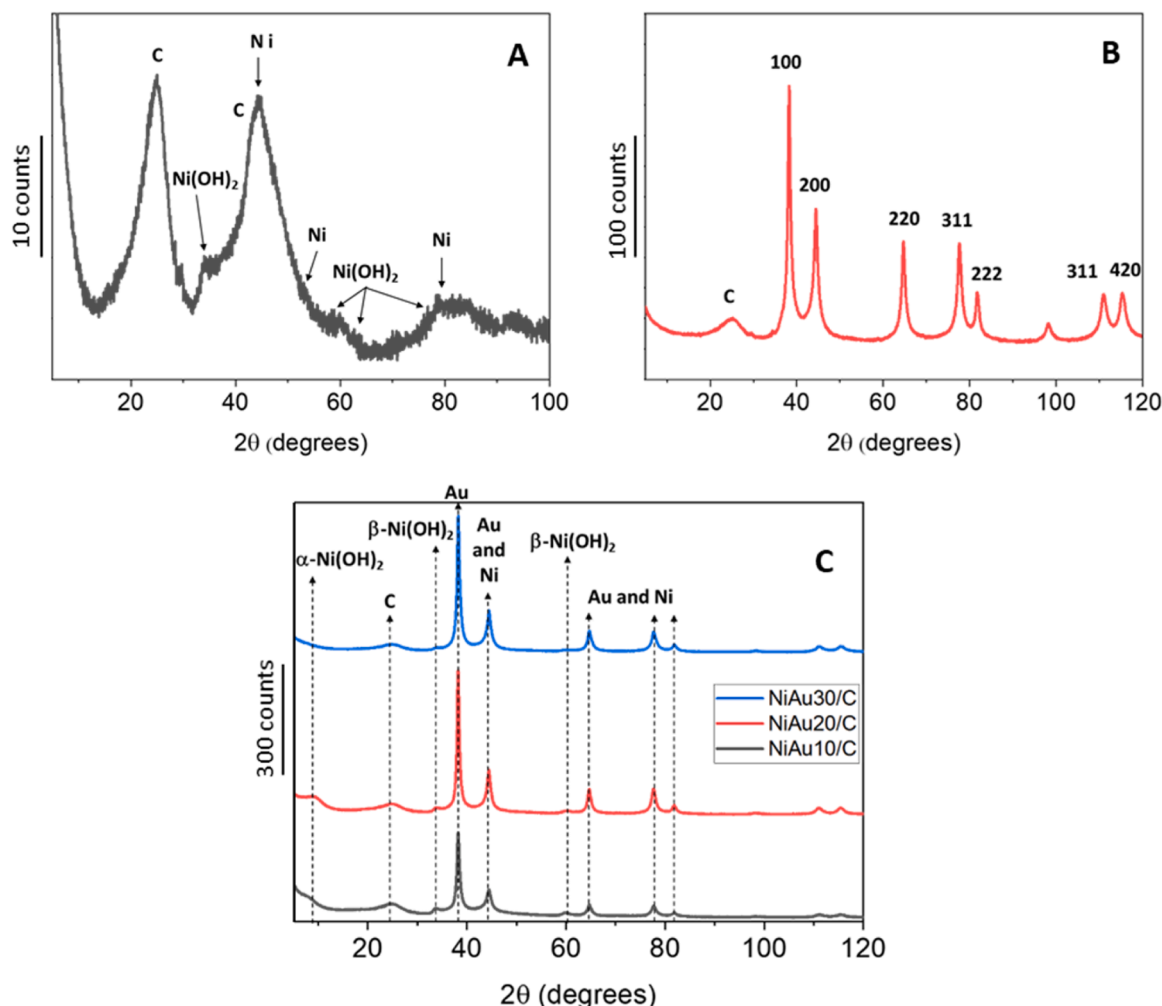 A
C
N i
C
Ni(OH)₂
Ni
Ni(OH)₂
Ni
10 counts
20 40 60 80 100
2θ (degrees)
B
100
200
220
311
222
311
420
C
100 counts
20 40 60 80 100 120
2θ (degrees)
C
Au
β-Ni(OH)₂
Au
and
Ni
β-Ni(OH)₂
α-Ni(OH)₂
C
Au and Ni
300 counts
NiAu30/C
NiAu20/C
NiAu10/C
20 40 60 80 100 120
2θ (degrees)